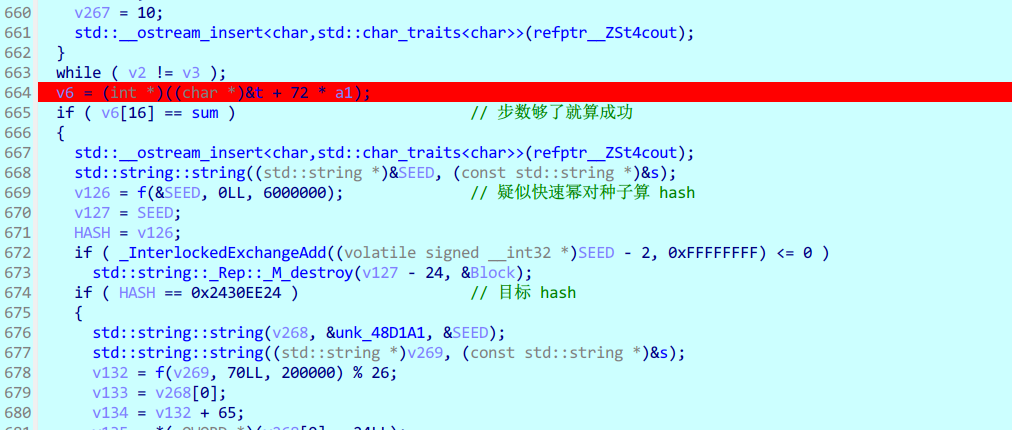 660 v267 = 10;
661 std::__ostream_insert<char,std::char_traits<char>>(refptr__ZSt4cout);
662 }
663 while ( v2 != v3 );
664 v6 = (int *)((char *)&t + 72 * a1);
665 if ( v6[16] == sum ) // 步数够了就算成功
666 {
667 std::__ostream_insert<char,std::char_traits<char>>(refptr__ZSt4cout);
668 std::string::string((std::string *)&SEED, (const std::string *)&s);
669 v126 = f(&SEED, 0LL, 6000000); // 疑似快速幂对种子算 hash
670 v127 = SEED;
671 HASH = v126;
672 if ( _InterlockedExchangeAdd((volatile signed __int32 *)SEED - 2, 0xFFFFFFFF) <= 0 )
673 std::string::_Rep::_M_destroy(v127 - 24, &Block);
674 if ( HASH == 0x2430EE24 ) // 目标 hash
675 {
676 std::string::string(v268, &unk_48D1A1, &SEED);
677 std::string::string((std::string *)v269, (const std::string *)&s);
678 v132 = f(v269, 70LL, 200000) % 26;
679 v133 = v268[0];
680 v134 = v132 + 65;